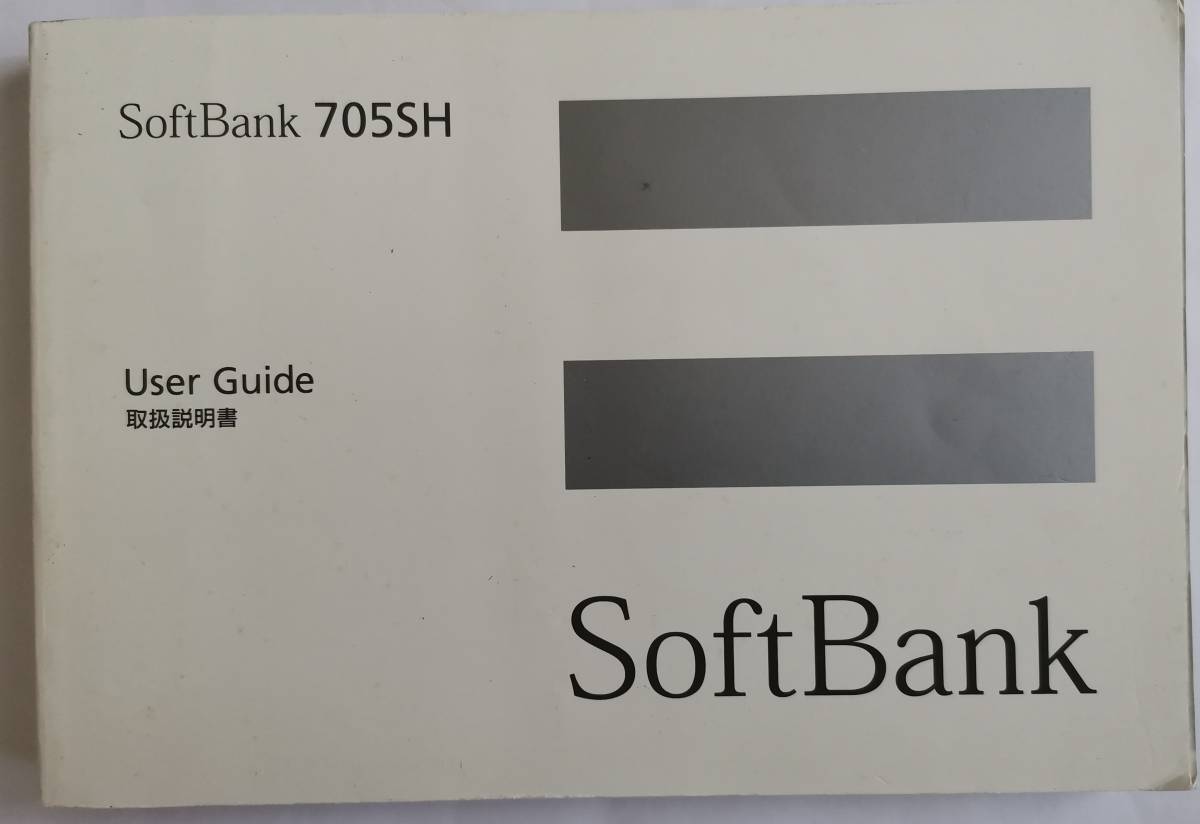 SoftBank 705SH
User Guide
取扱説明書
SoftBank